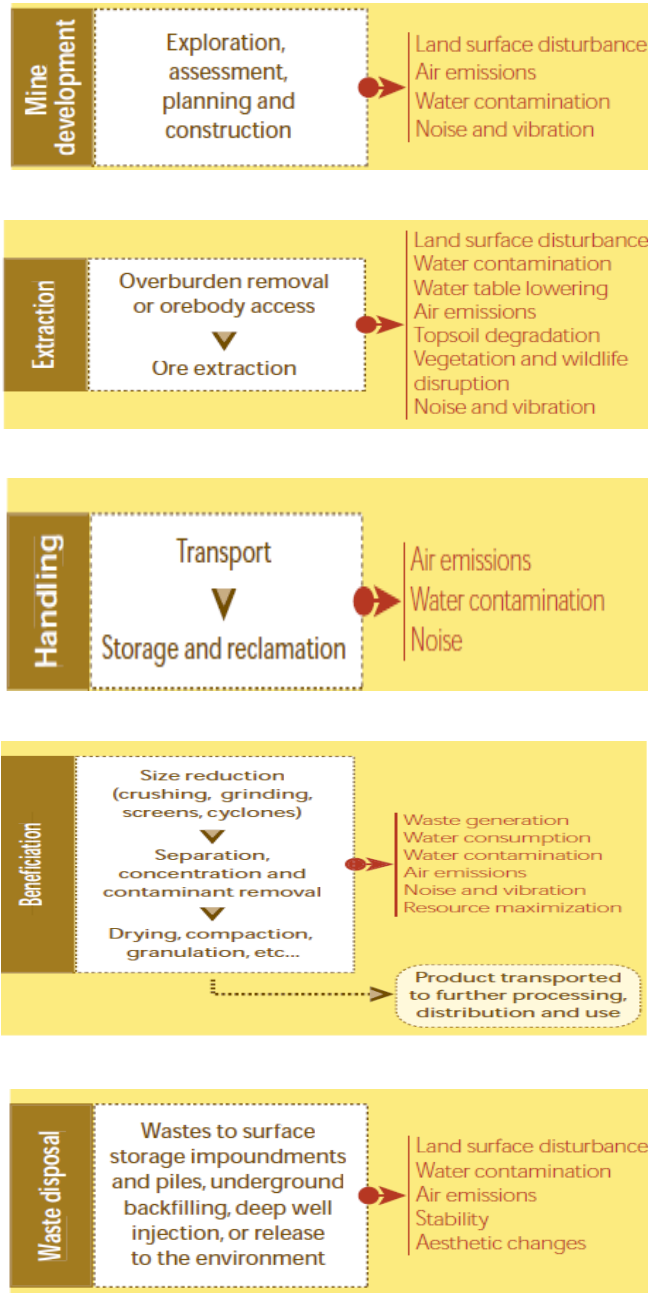 Mine
development
Exploration,
assessment,
planning and
construction
Land surface disturbance
Air emissions
Water contamination
Noise and vibration
Extraction
Overburden removal
or orebody access
Ore extraction
Land surface disturbance
Water contamination
Water table lowering
Air emissions
Topsoil degradation
Vegetation and wildlife
disruption
Noise and vibration
Handling
Transport
Storage and reclamation
Air emissions
Water contamination
Noise
Beneficiation
Size reduction
(crushing, grinding,
screens, cyclones)
Separation,
concentration and
contaminant removal
Drying, compaction,
granulation, etc...
Waste generation
Water consumption
Water contamination
Air emissions
Noise and vibration
Resource maximization
Product transported
to further processing,
distribution and use
Waste disposal
Wastes to surface
storage impoundments
and piles, underground
backfilling, deep well
injection, or release
to the environment
Land surface disturbance
Water contamination
Air emissions
Stability
Aesthetic changes